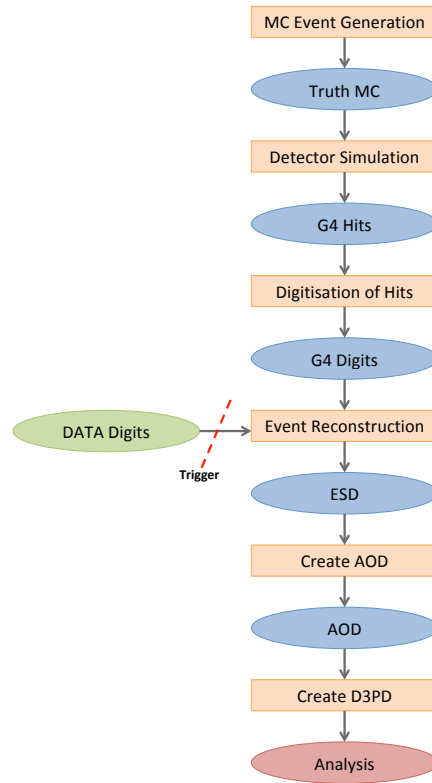 MC Event Generation
Truth MC
Detector Simulation
G4 Hits
Digitisation of Hits
G4 Digits
DATA Digits
Event Reconstruction
Trigger
ESD
Create AOD
AOD
Create D3PD
Analysis